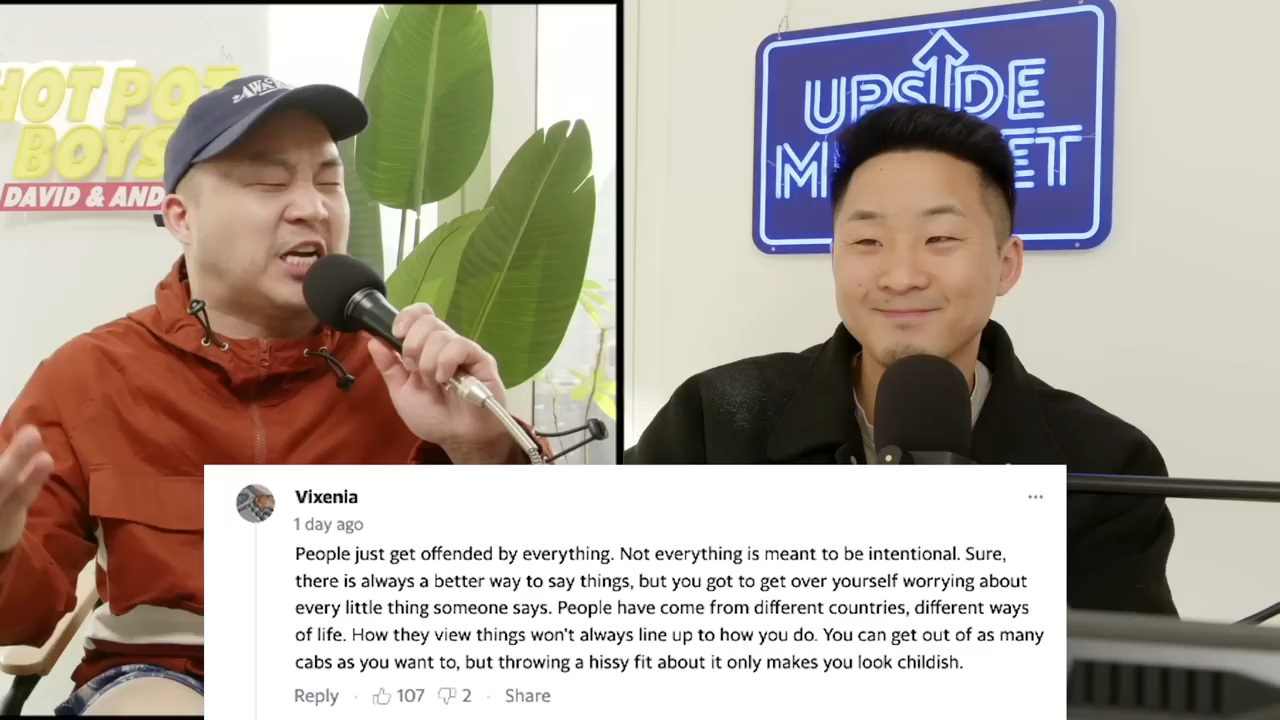 HOT POT
BOYS
DAVID & AND
UPSIDE
Vixenia
1 day ago
People just get offended by everything. Not everything is meant to be intentional. Sure,
there is always a better way to say things, but you got to get over yourself worrying about
every little thing someone says. People have come from different countries, different ways
of life. How they view things won't always line up to how you do. You can get out of as many
cabs as you want to, but throwing a hissy fit about it only makes you look childish.
Reply · 107 2 · Share